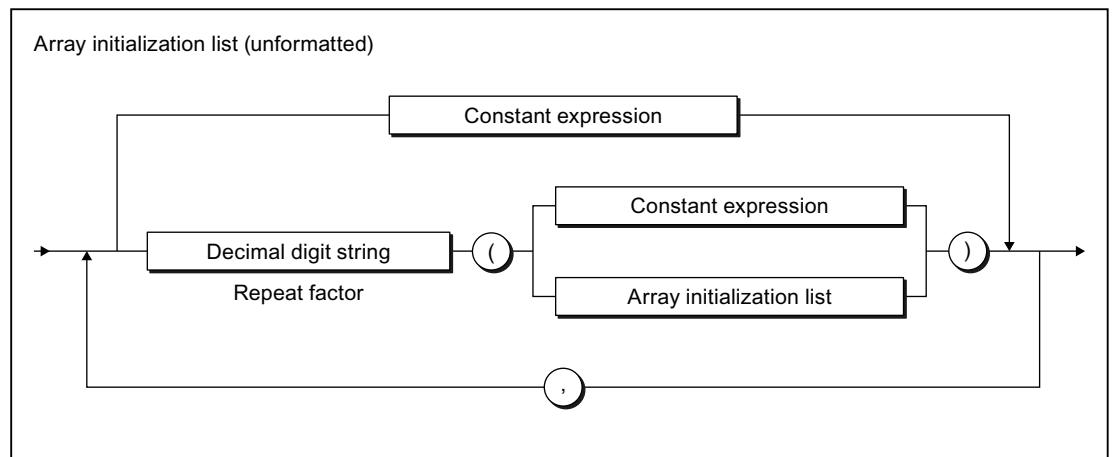 Array initialization list (unformatted)
Constant expression
Constant expression
Decimal digit string
(
)
Repeat factor
Array initialization list
,